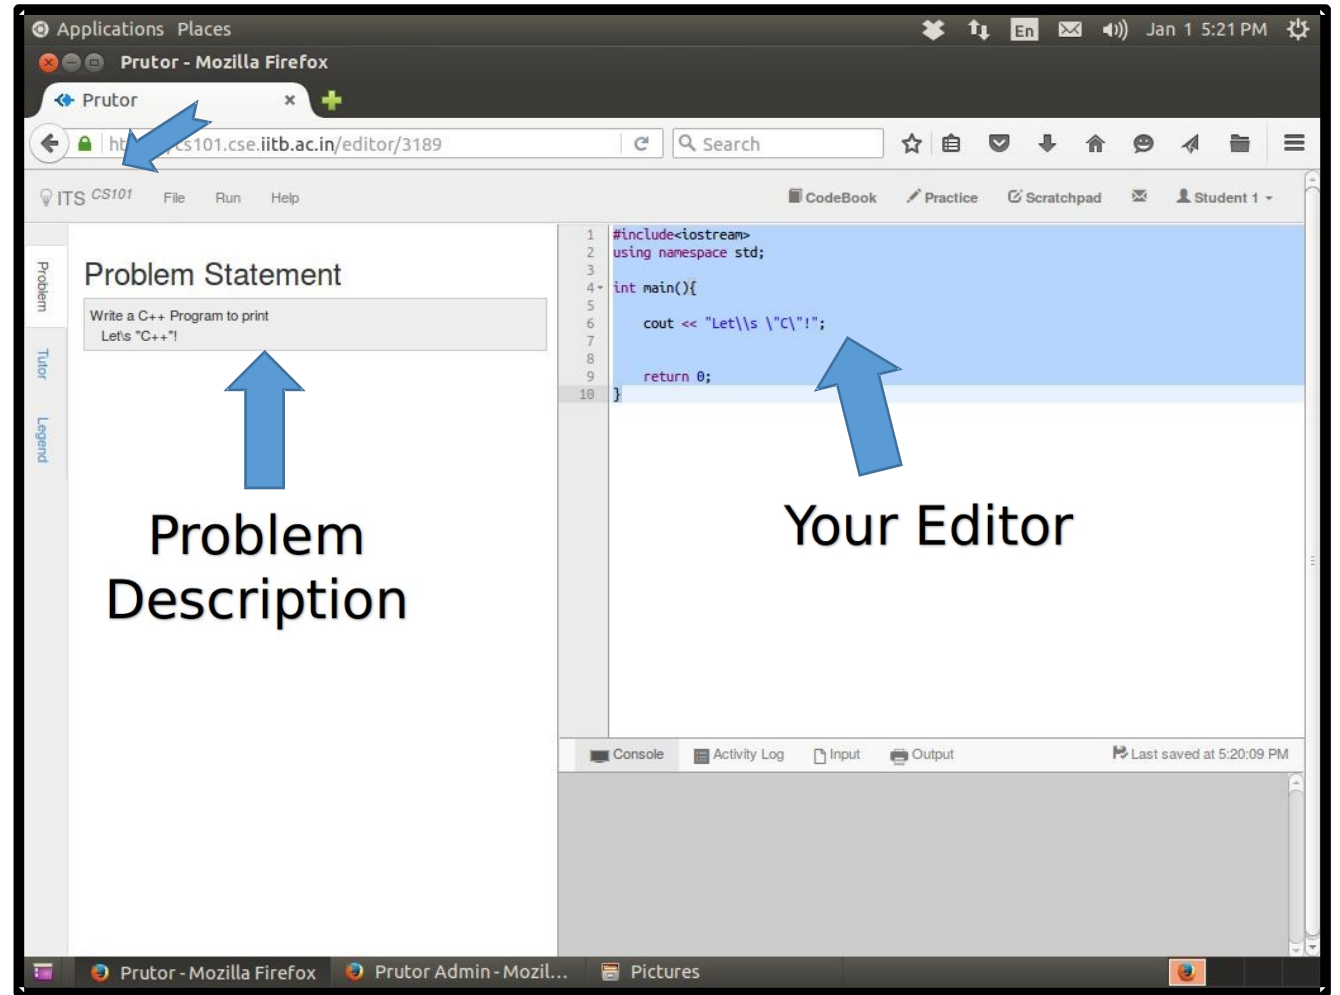 Applications Places
En
Jan 1 5:21 PM
Prutor - Mozilla Firefox
Prutor
cs101.cse.iitb.ac.in/editor/3189
Search
ITS CS101 File Run Help
CodeBook Practice Scratchpad Student 1
Problem
Tutor
Legend
Problem Statement
Write a C++ Program to print
Let\s "C++"!
1 #include<iostream>
2 using namespace std;
3
4 int main(){
5
6 cout << "Let\\s \"C\"!";
7
8
9 return 0;
10 }
Problem
Description
Your Editor
Console Activity Log Input Output Last saved at 5:20:09 PM
Prutor - Mozilla Firefox Prutor Admin - Mozil... Pictures